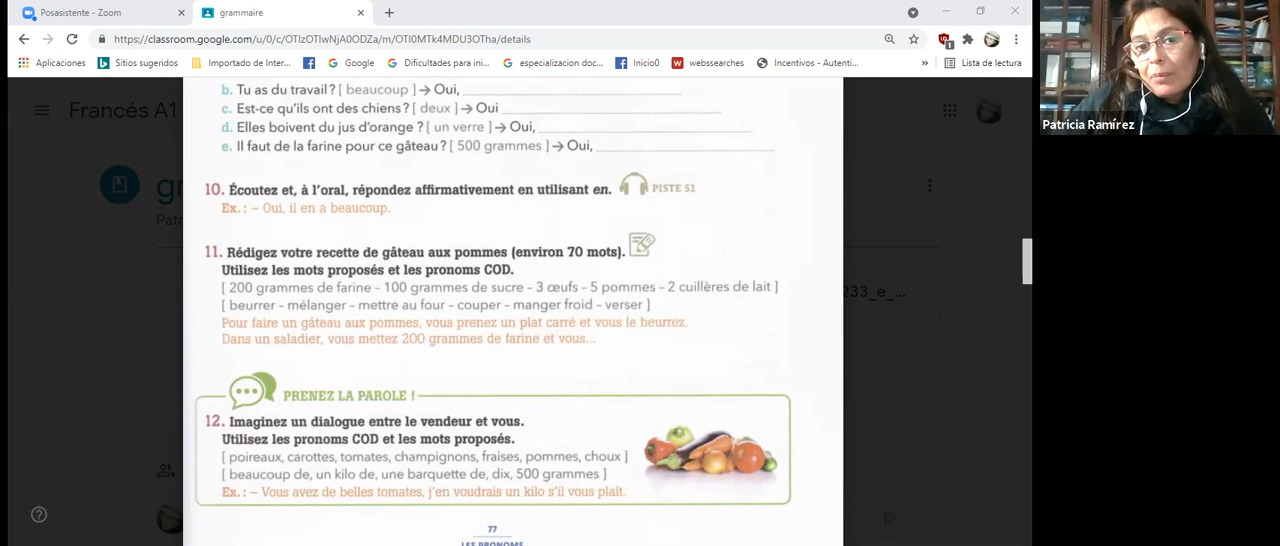 Posasistente - Zoom
grammaire
https://classroom.google.com/u/0/c/OTIzOTIwNjA0ODZa/m/OTI0MTk4MDU3OTha/details
Aplicaciones
Sitios sugeridos
Importado de Inter...
Google
Dificultades para ini...
especializacion doc...
Inicio0
webssearches
Incentivos - Autenti...
»
Lista de lectura
Francés A1
b. Tu as du travail ? [ beaucoup ] → Oui,
c. Est-ce qu'ils ont des chiens ? [ deux ] → Oui
d. Elles boivent du jus d'orange ? [ un verre ] → Oui,
e. Il faut de la farine pour ce gâteau ? [ 500 grammes ] → Oui,
10. Écoutez et, à l'oral, répondez affirmativement en utilisant en. PISTE 51
Ex. : – Oui, il en a beaucoup.
11. Rédigez votre recette de gâteau aux pommes (environ 70 mots).
Utilisez les mots proposés et les pronoms COD.
[ 200 grammes de farine – 100 grammes de sucre – 3 œufs – 5 pommes – 2 cuillères de lait ]
[ beurrer – mélanger – mettre au four – couper – manger froid – verser ]
Pour faire un gâteau aux pommes, vous prenez un plat carré et vous le beurrez.
Dans un saladier, vous mettez 200 grammes de farine et vous...
PRENEZ LA PAROLE !
12. Imaginez un dialogue entre le vendeur et vous.
Utilisez les pronoms COD et les mots proposés.
[ poireaux, carottes, tomates, champignons, fraises, pommes, choux ]
[ beaucoup de, un kilo de, une barquette de, dix, 500 grammes ]
Ex. : – Vous avez de belles tomates, j'en voudrais un kilo s'il vous plaît.
77
LES PRONOMS
233_e_...
Patricia Ramírez